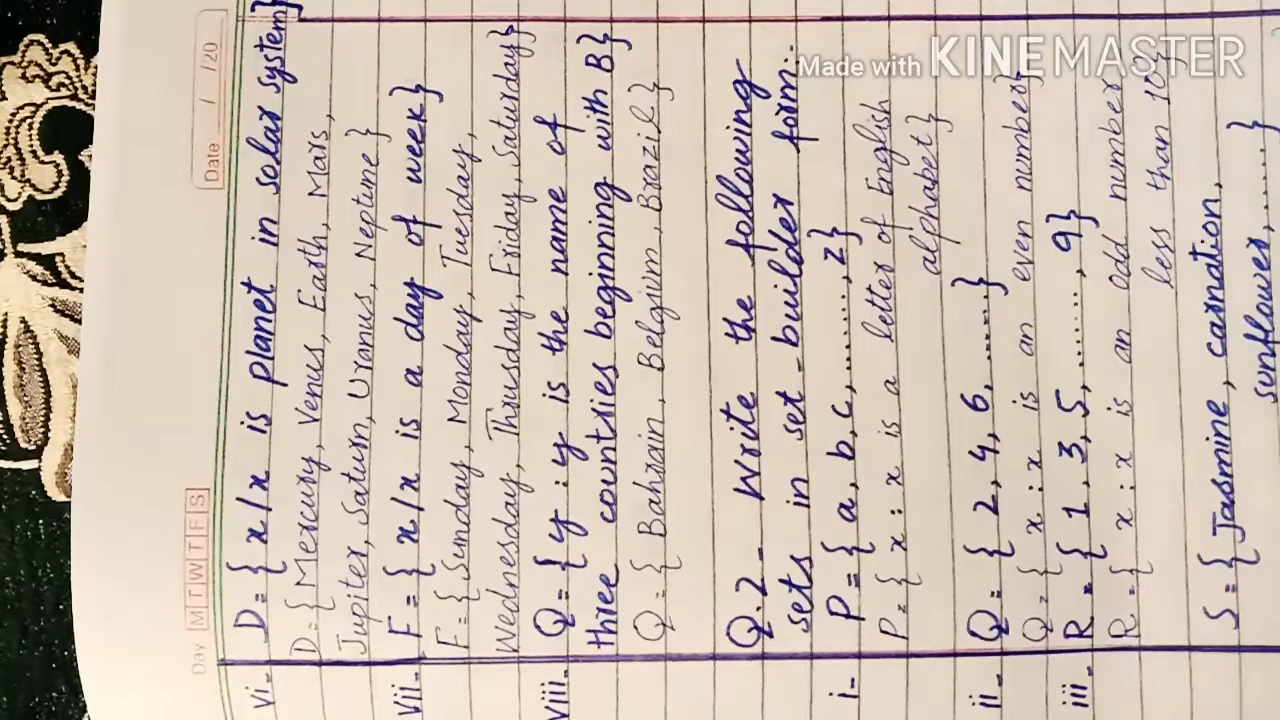 Day M T W T F S
Date / /20
vi- D={ x/x is planet in solar system}
D={Mercury, Venus, Earth, Mars,
Jupiter, Saturn, Uranus, Neptune}
vii- F={ x/x is a day of week}
F={Sunday, Monday, Tuesday,
Wednesday, Thrusday, Friday, Saturday}
viii- Q={ y : y is the name of
three countries beginning with B}
Q={ Bahrain, Belgium, Brazil}
Q.2- Write the following
sets in set-builder form..
i- P={ a, b, c, ........, z}
P={ x : x is a letter of English
alphabet}
ii- Q={ 2, 4, 6, .......}
Q={ x : x is an even number}
iii- R={ 1, 3, 5, ........, 9}
R={ x : x is an odd number
less than 10}
S={ Jasmine, carnation,
sunflower, ......}
Made with KINEMASTER